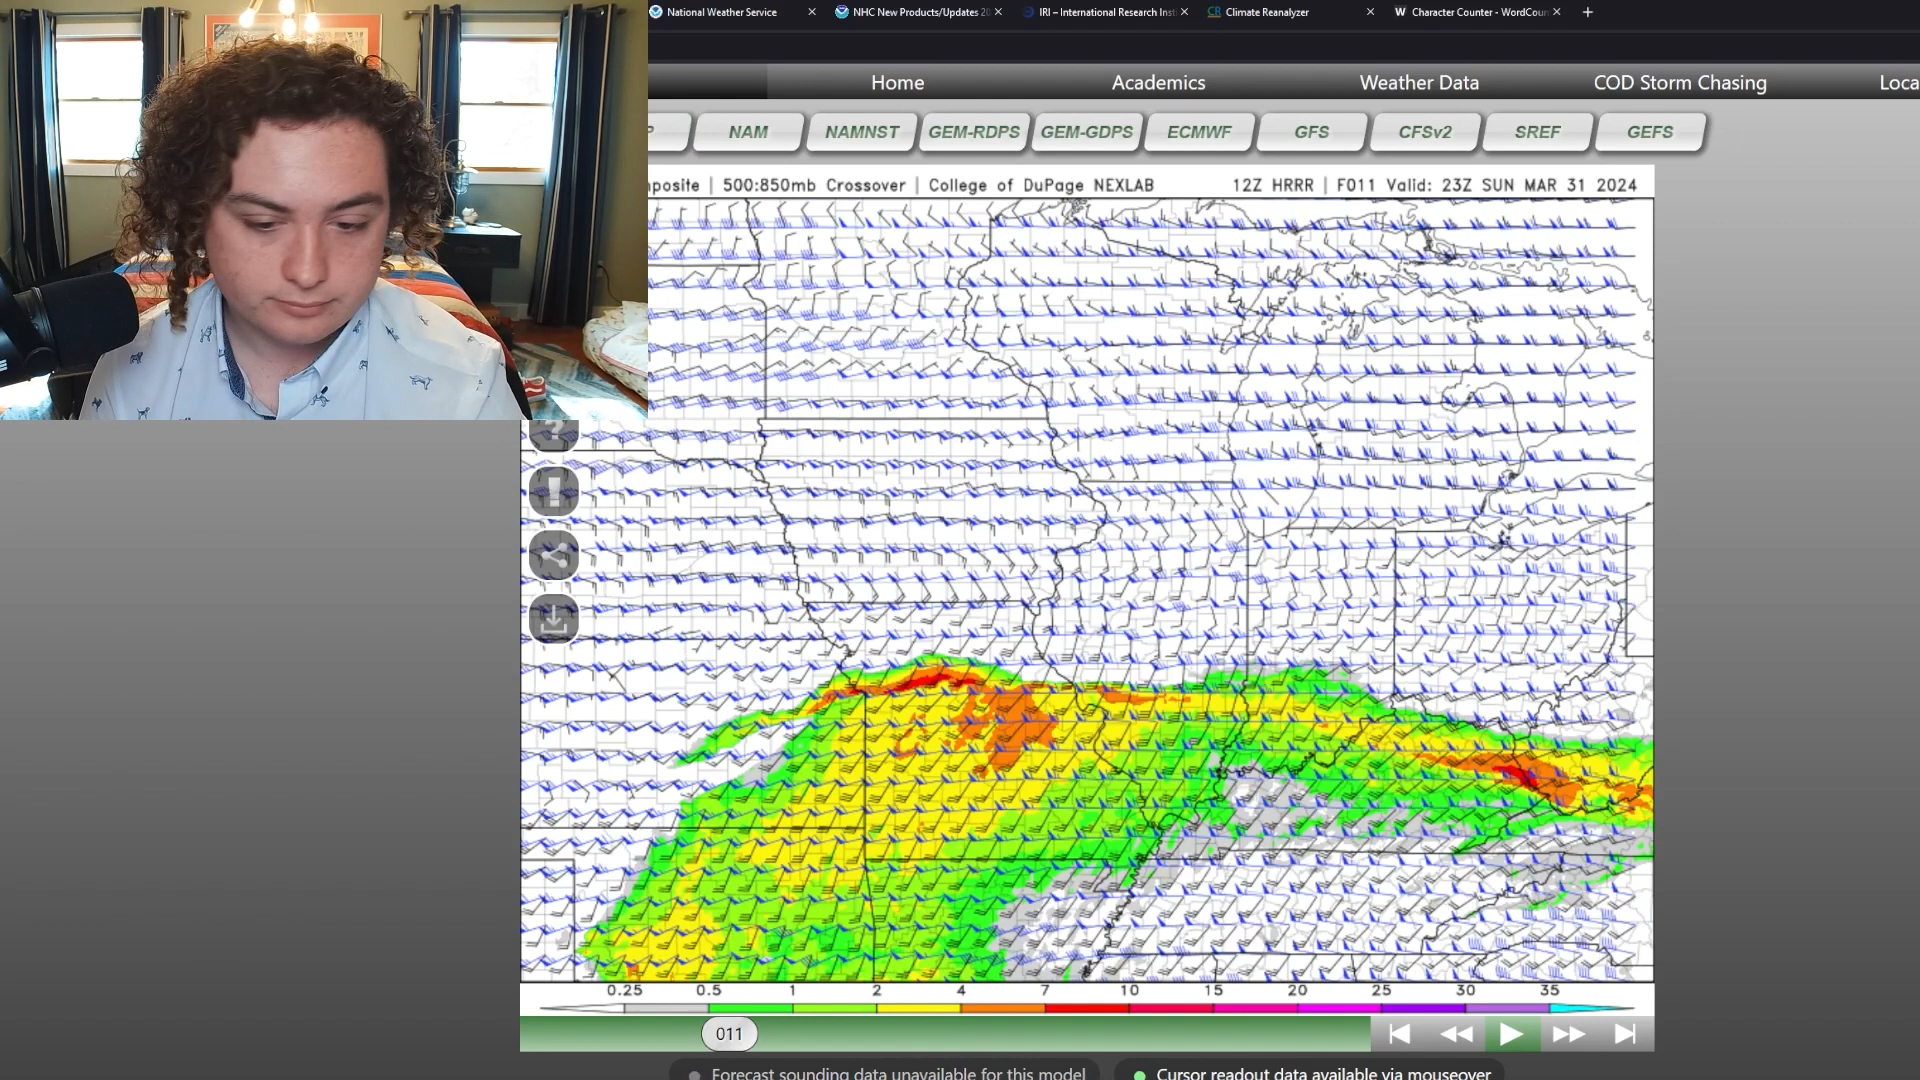 National Weather Service
NHC New Products/Updates 20
IRI – International Research Inst
Climate Reanalyzer
Character Counter - WordCoun
Home
Academics
Weather Data
COD Storm Chasing
Loca
P
NAM
NAMNST
GEM-RDPS
GEM-GDPS
ECMWF
GFS
CFSv2
SREF
GEFS
nposite | 500:850mb Crossover | College of DuPage NEXLAB
12Z HRRR | F011 Valid: 23Z SUN MAR 31 2024
0.25 0.5 1 2 4 7 10 15 20 25 30 35
011
Forecast sounding data unavailable for this model
Cursor readout data available via mouseover